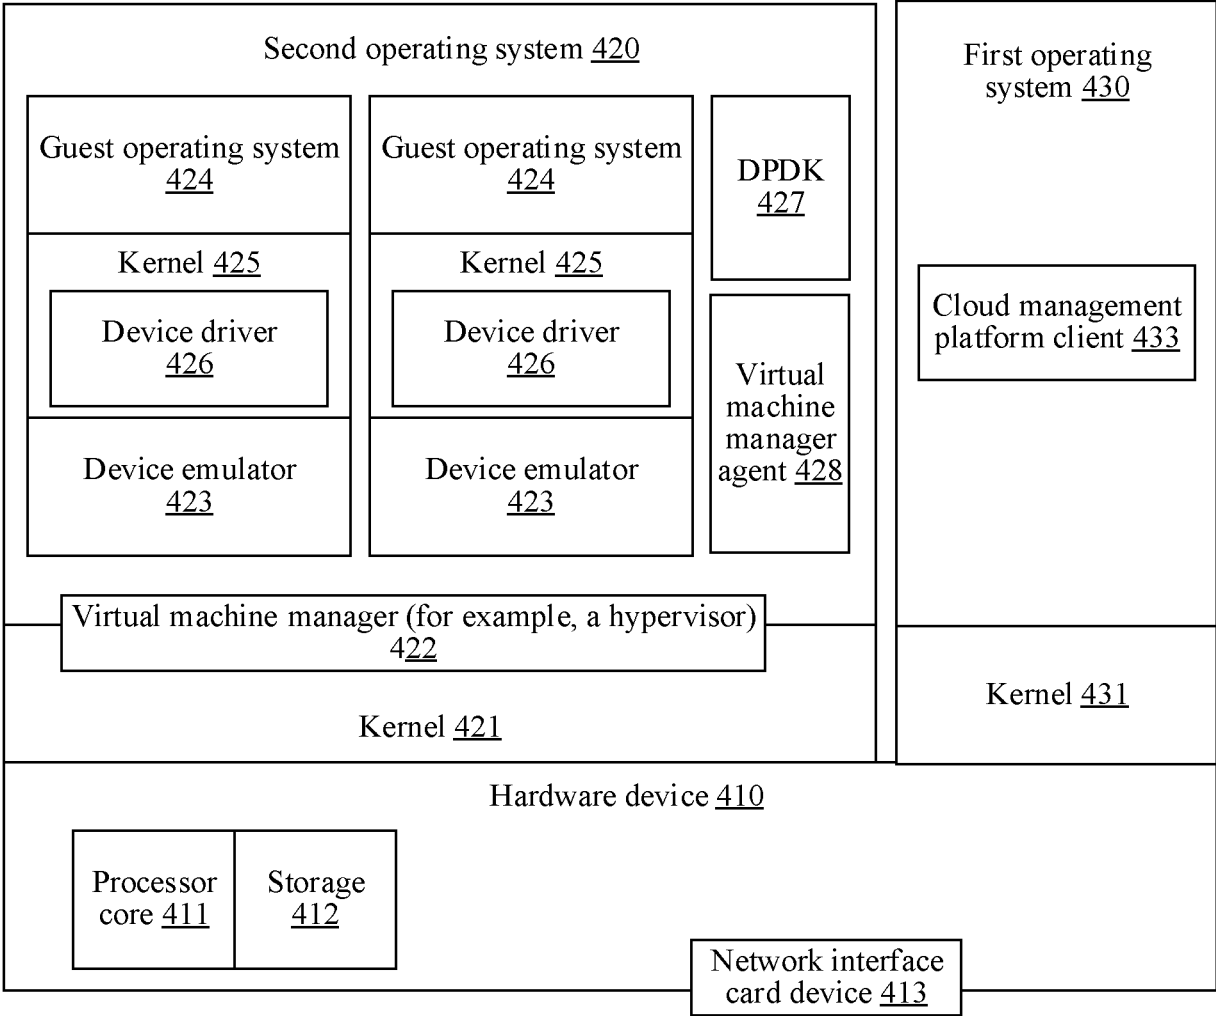 Second operating system 420
Guest operating system
424
Kernel 425
Device driver
426
Device emulator
423
Guest operating system
424
Kernel 425
Device driver
426
Device emulator
423
DPDK
427
Virtual
machine
manager
agent 428
Virtual machine manager (for example, a hypervisor)
422
Kernel 421
First operating
system 430
Cloud management
platform client 433
Kernel 431
Hardware device 410
Processor
core 411
Storage
412
Network interface
card device 413